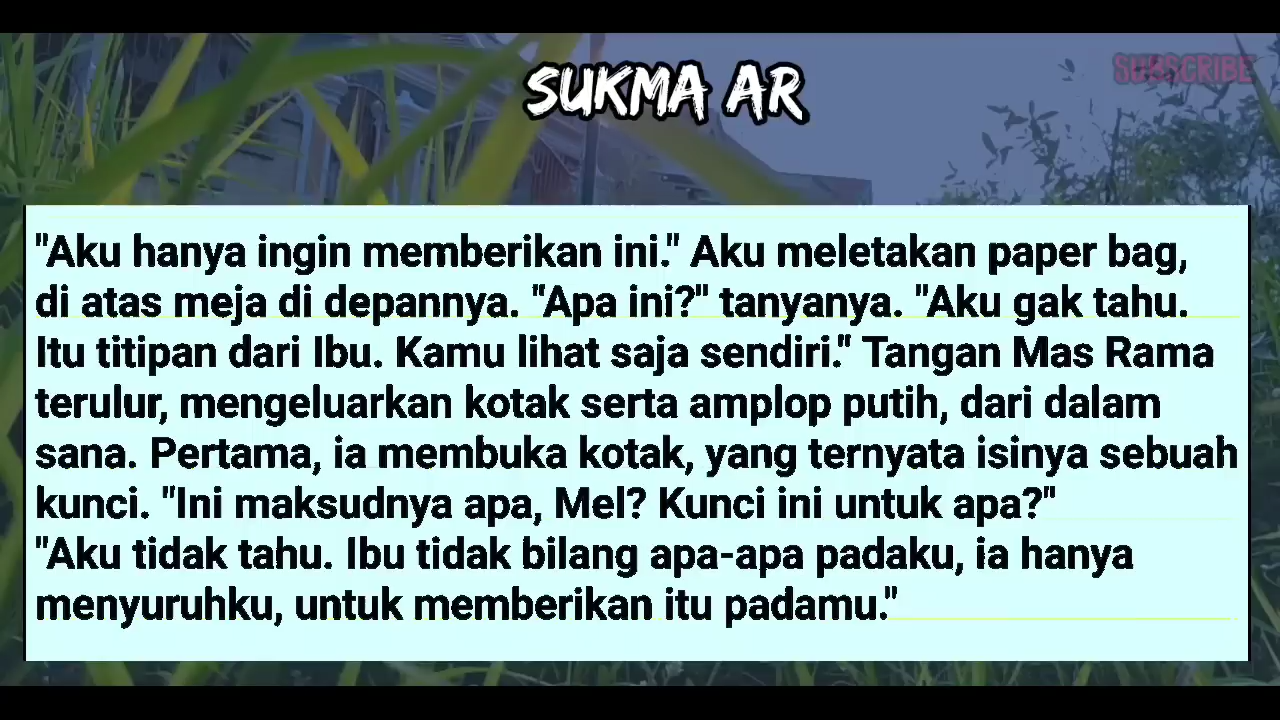 SUKMA AR
SUBSCRIBE
"Aku hanya ingin memberikan ini." Aku meletakan paper bag,
di atas meja di depannya. "Apa ini?" tanyanya. "Aku gak tahu.
Itu titipan dari Ibu. Kamu lihat saja sendiri." Tangan Mas Rama
terulur, mengeluarkan kotak serta amplop putih, dari dalam
sana. Pertama, ia membuka kotak, yang ternyata isinya sebuah
kunci. "Ini maksudnya apa, Mel? Kunci ini untuk apa?"
"Aku tidak tahu. Ibu tidak bilang apa-apa padaku, ia hanya
menyuruhku, untuk memberikan itu padamu."